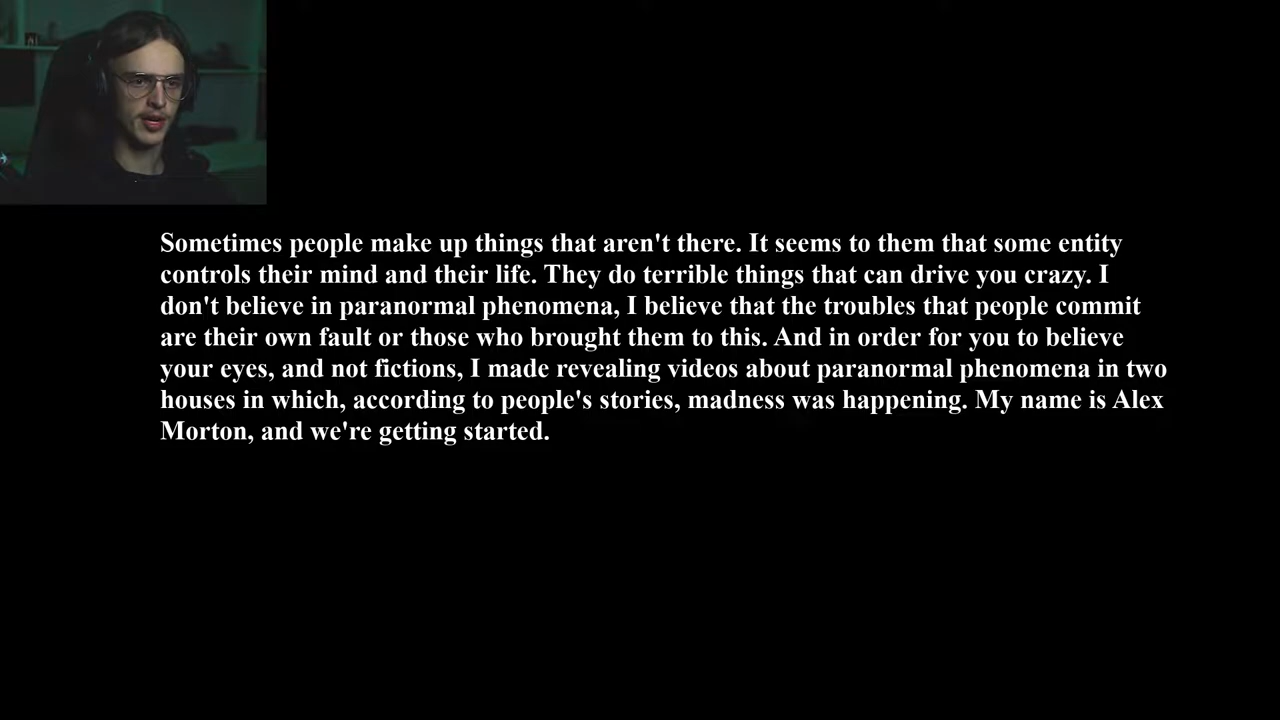 Sometimes people make up things that aren't there. It seems to them that some entity
controls their mind and their life. They do terrible things that can drive you crazy. I
don't believe in paranormal phenomena, I believe that the troubles that people commit
are their own fault or those who brought them to this. And in order for you to believe
your eyes, and not fictions, I made revealing videos about paranormal phenomena in two
houses in which, according to people's stories, madness was happening. My name is Alex
Morton, and we're getting started.